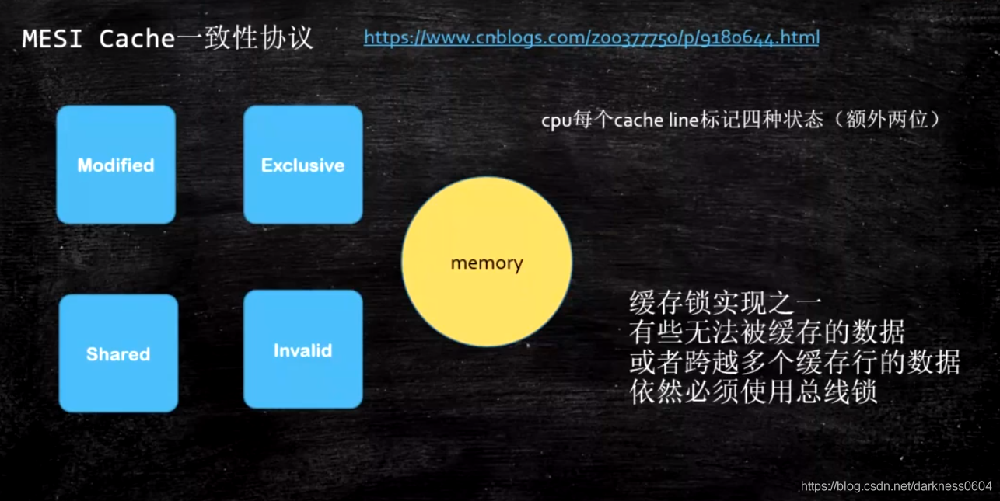 MESI Cache一致性协议
https://www.cnblogs.com/z00377750/p/9180644.html
cpu每个cache line标记四种状态（额外两位）
Modified
Exclusive
memory
Shared
Invalid
缓存锁实现之一
有些无法被缓存的数据
或者跨越多个缓存行的数据
依然必须使用总线锁
https://blog.csdn.net/darkness0604